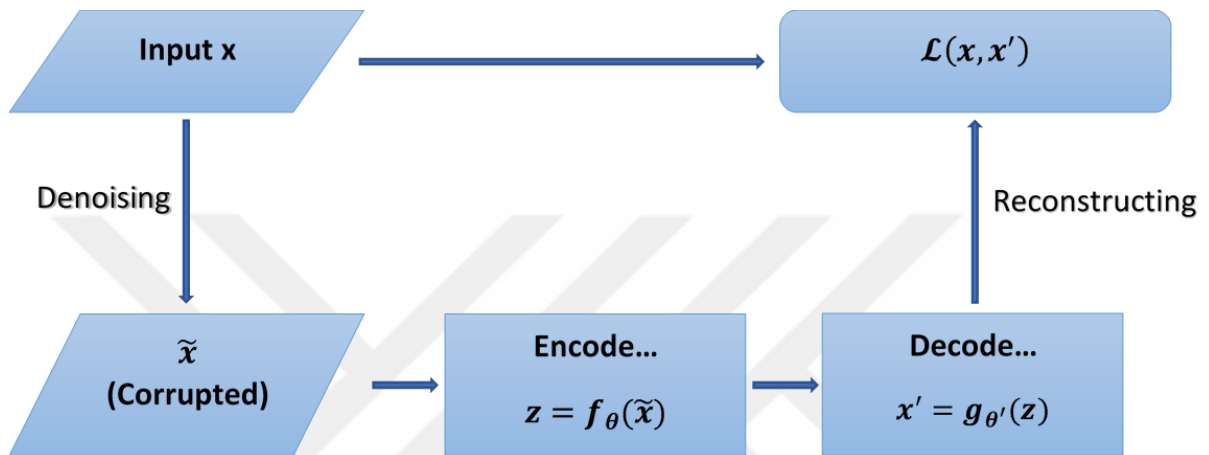 Input x
ℒ(x, x′)
Denoising
Reconstructing
x̃
(Corrupted)
Encode…
z = f_θ(x̃)
Decode…
x′ = g_θ′(z)